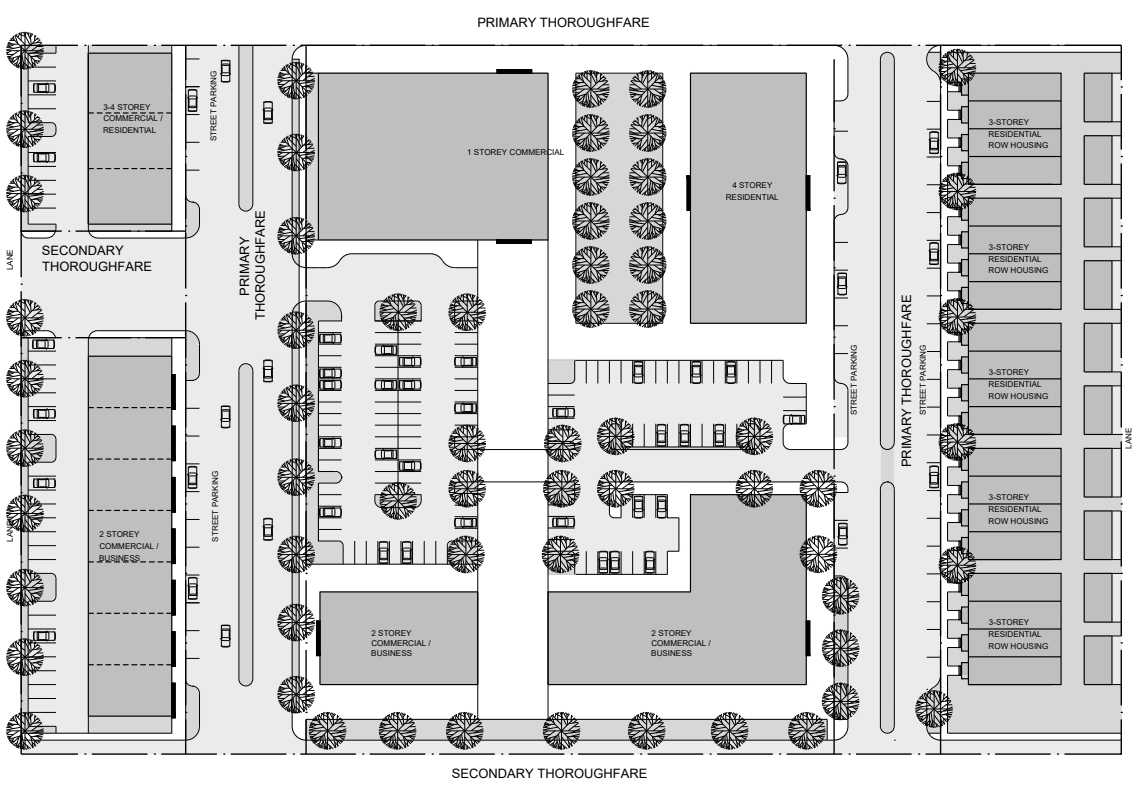 PRIMARY THOROUGHFARE
3-4 STOREY
COMMERCIAL /
RESIDENTIAL
STREET PARKING
1 STOREY COMMERCIAL
4 STOREY
RESIDENTIAL
3-STOREY
RESIDENTIAL
ROW HOUSING
LANE
SECONDARY
THOROUGHFARE
PRIMARY
THOROUGHFARE
3-STOREY
RESIDENTIAL
ROW HOUSING
STREET PARKING
PRIMARY THOROUGHFARE
STREET PARKING
3-STOREY
RESIDENTIAL
ROW HOUSING
LANE
LANE
2 STOREY
COMMERCIAL /
BUSINESS
STREET PARKING
3-STOREY
RESIDENTIAL
ROW HOUSING
2 STOREY
COMMERCIAL /
BUSINESS
2 STOREY
COMMERCIAL /
BUSINESS
3-STOREY
RESIDENTIAL
ROW HOUSING
SECONDARY THOROUGHFARE